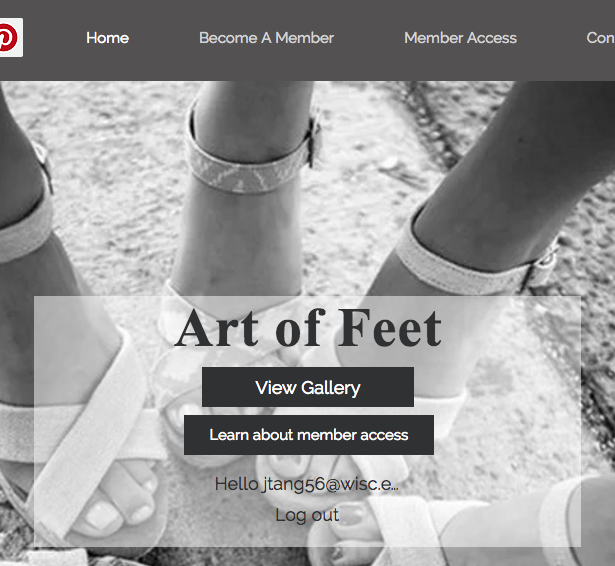 Home Become A Member Member Access Con
Art of Feet
View Gallery
Learn about member access
Hello jtang56@wisc.e...
Log out